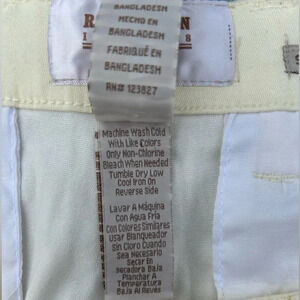 BANGLADESH
HECHO EN
BANGLADESH
FABRIQUÉ EN
BANGLADESH
RN# 123827
Machine Wash Cold
With Like Colors
Only Non-Chlorine
Bleach When Needed
Tumble Dry Low
Cool Iron On
Reverse Side
Lavar A Máquina
Con Agua Fría
Con Colores Similares
Usar Blanqueador
Sin Cloro Cuando
Sea Necesario
Secar En
Secadora Baja
Planchar A
Temperatura
Baja Al Revés